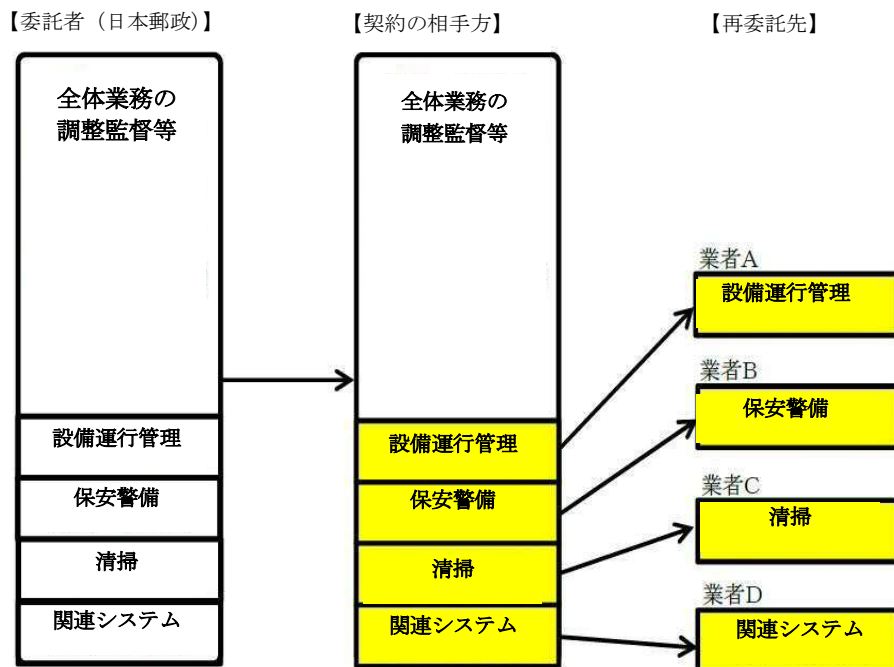 【委託者（日本郵政）】
全体業務の
調整監督等
設備運行管理
保安警備
清掃
関連システム
【契約の相手方】
全体業務の
調整監督等
設備運行管理
保安警備
清掃
関連システム
【再委託先】
業者A
設備運行管理
業者B
保安警備
業者C
清掃
業者D
関連システム